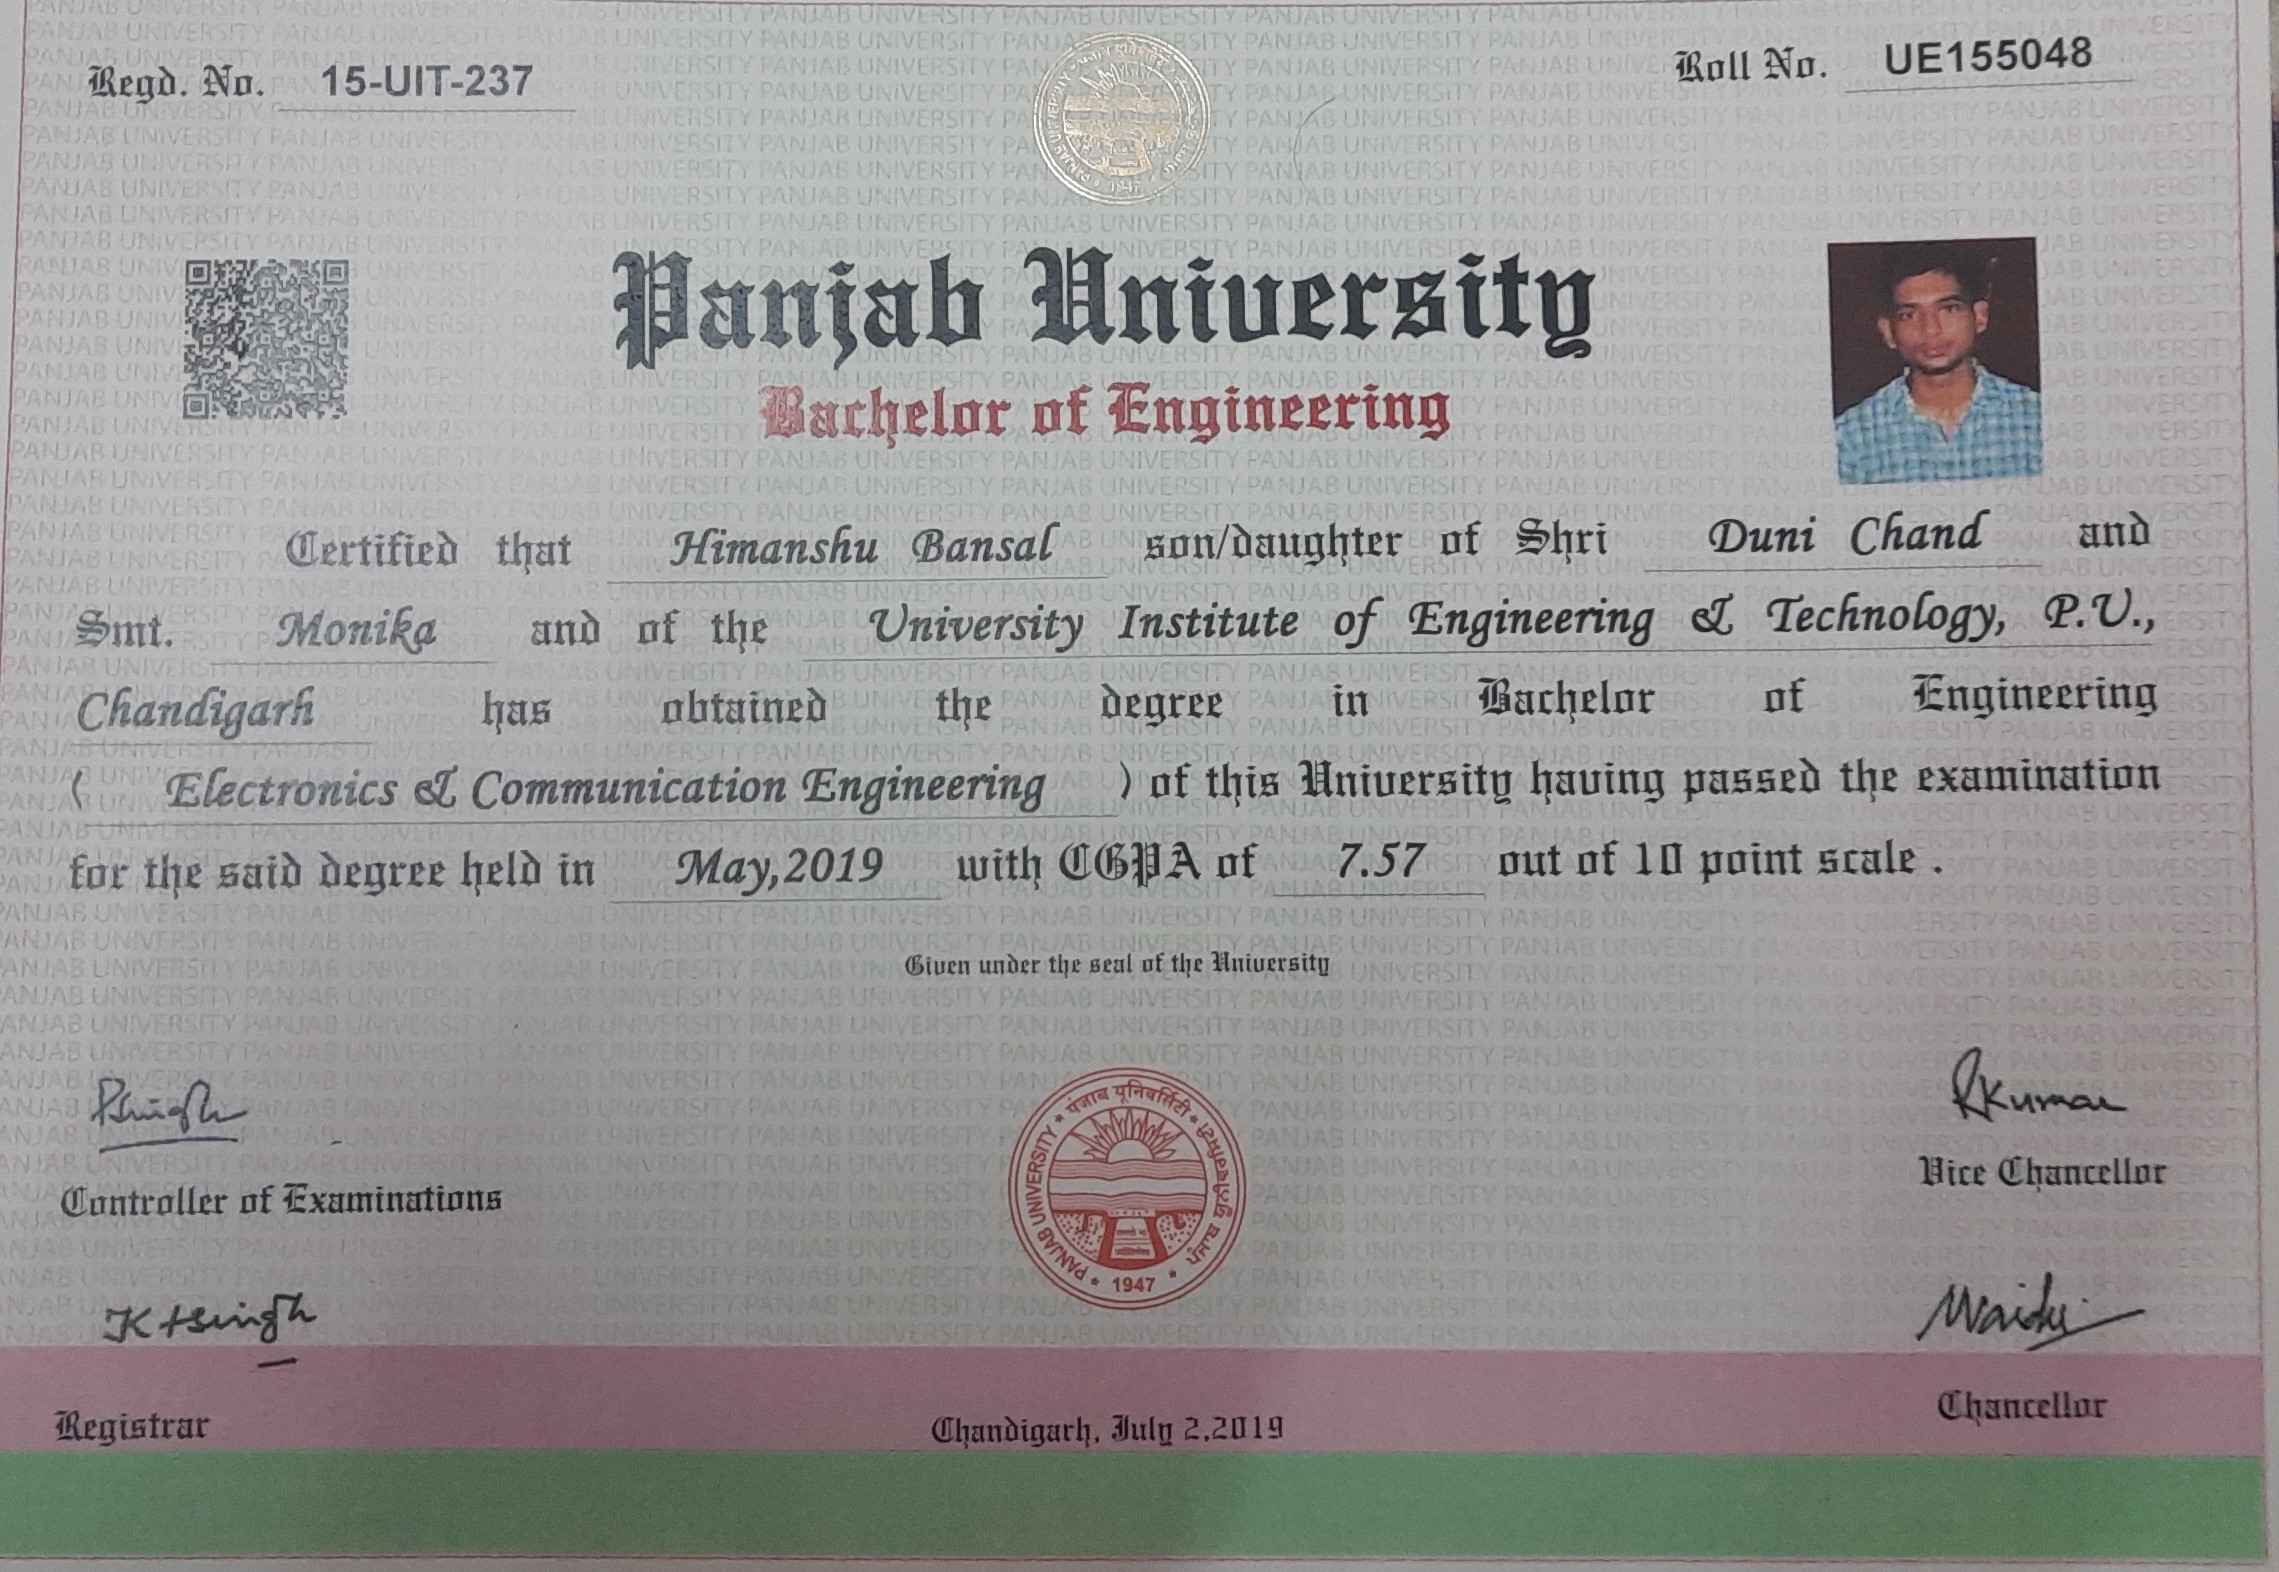 Regd. No. 15-UIT-237
Roll No. UE155048
Panjab University
Bachelor of Engineering
Certified that Himanshu Bansal son/daughter of Shri Duni Chand and
Smt. Monika and of the University Institute of Engineering & Technology, P.U.,
Chandigarh has obtained the degree in Bachelor of Engineering
( Electronics & Communication Engineering ) of this University having passed the examination
for the said degree held in May,2019 with CGPA of 7.57 out of 10 point scale .
Given under the seal of the University
RKumar
पंजाब यूनिवर्सिटी
PANJAB UNIVERSITY
ਪੰਜਾਬ ਯੂਨੀਵਰਸਿਟੀ
1947
Controller of Examinations
Vice Chancellor
Registrar
Chandigarh, July 2,2019
Chancellor